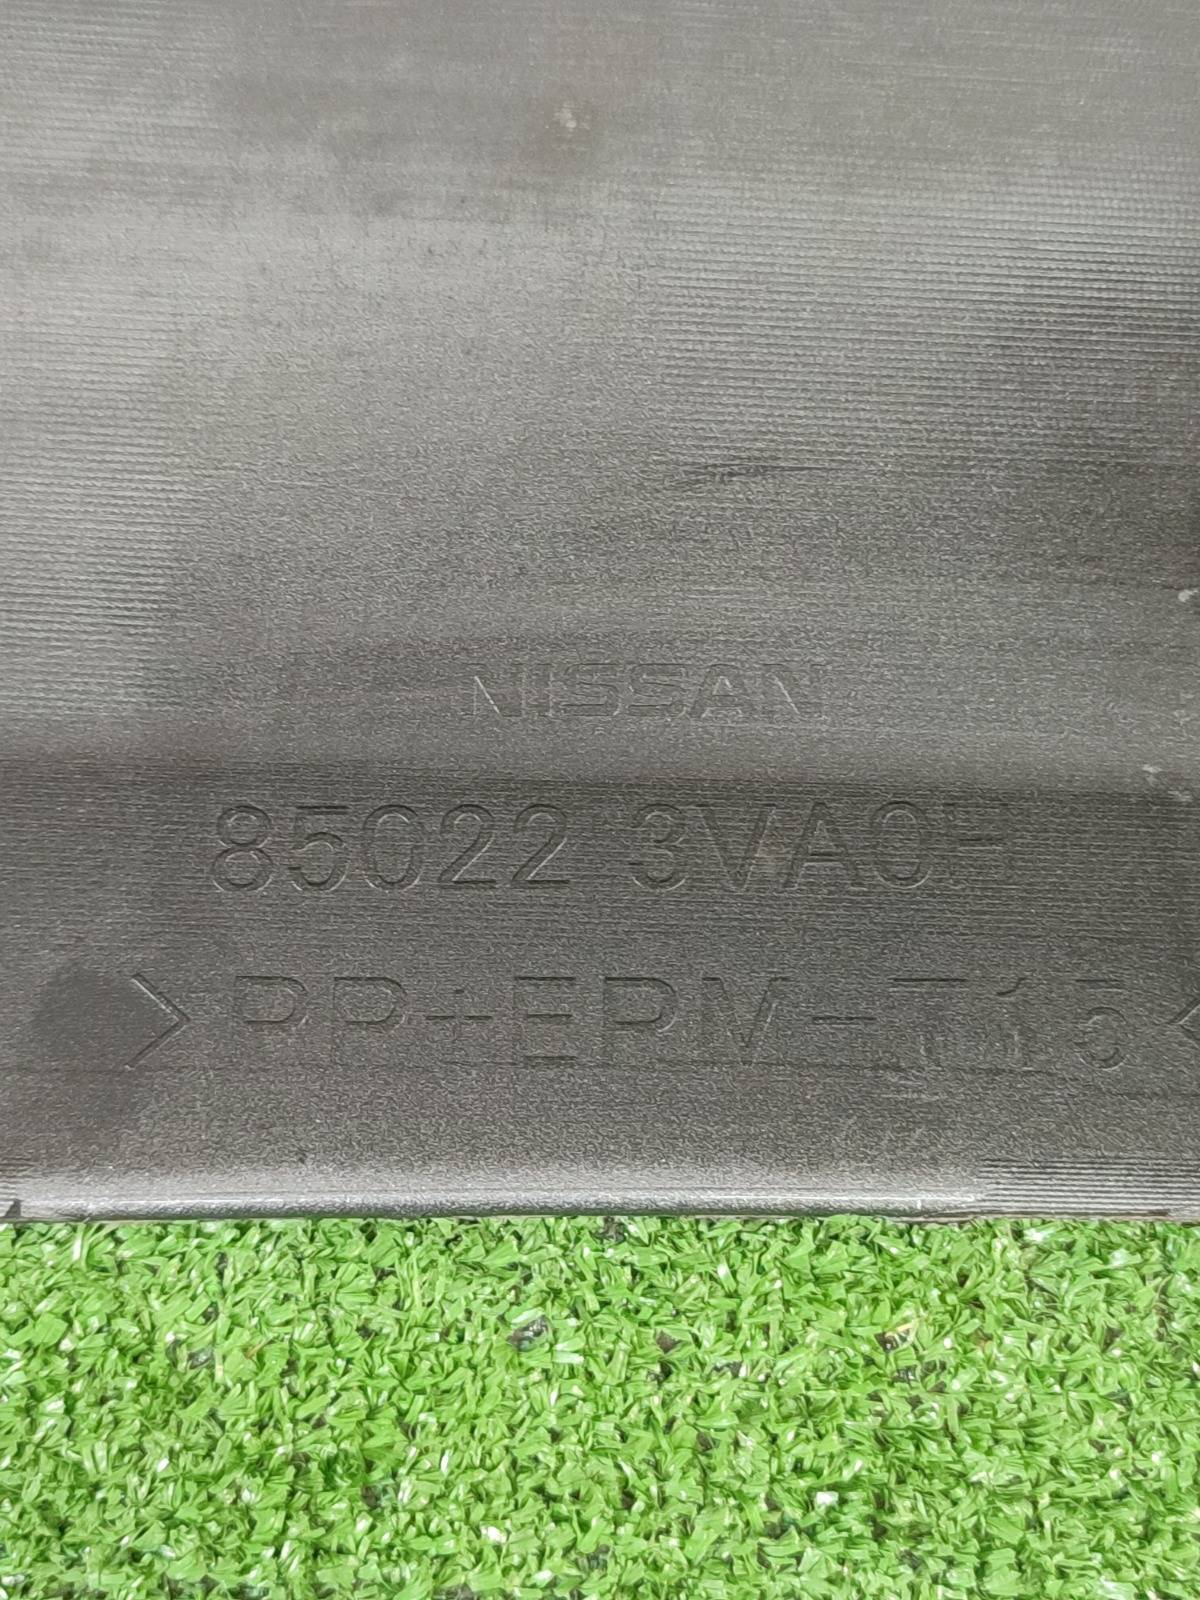 NISSAN
85022 3VA0H
>PP+EPM-T15<